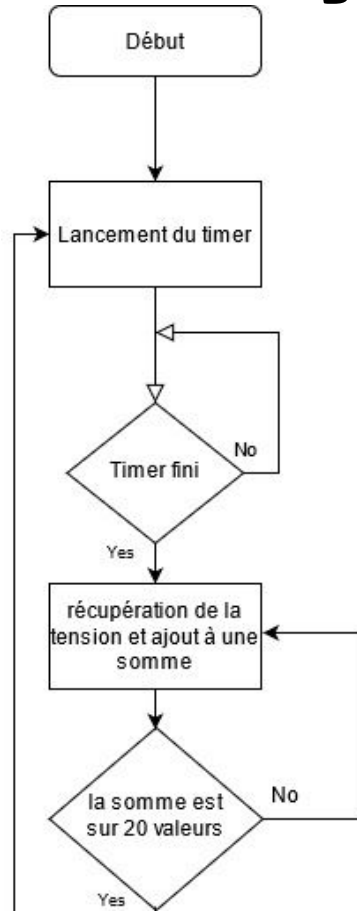 Début
Lancement du timer
Timer fini
No
Yes
récupération de la
tension et ajout à une
somme
la somme est
sur 20 valeurs
No
Yes